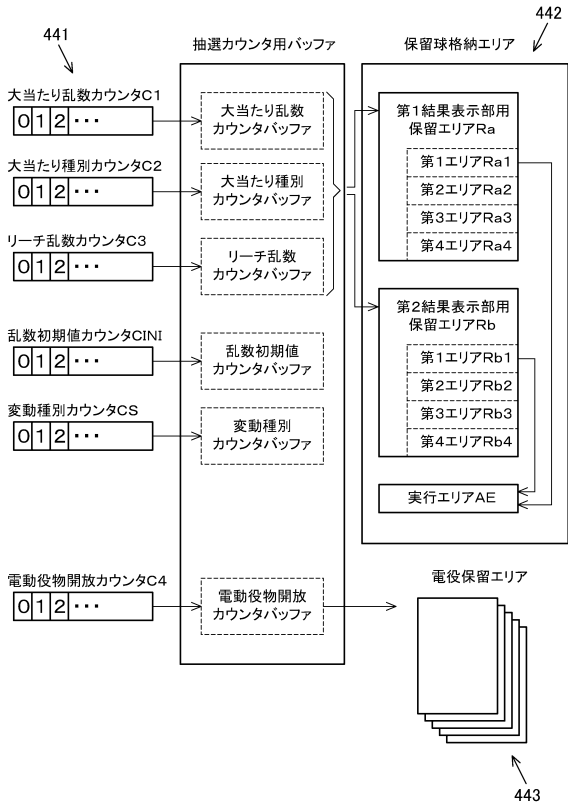 441
442
抽選カウンタ用バッファ
保留球格納エリア
大当たり乱数カウンタC1
0 1 2 ・・・
大当たり乱数
カウンタバッファ
大当たり種別カウンタC2
0 1 2 ・・・
大当たり種別
カウンタバッファ
リーチ乱数カウンタC3
0 1 2 ・・・
リーチ乱数
カウンタバッファ
乱数初期値カウンタCINI
0 1 2 ・・・
乱数初期値
カウンタバッファ
変動種別カウンタCS
0 1 2 ・・・
変動種別
カウンタバッファ
電動役物開放カウンタC4
0 1 2 ・・・
電動役物開放
カウンタバッファ
第1結果表示部用
保留エリアRa
第1エリアRa1
第2エリアRa2
第3エリアRa3
第4エリアRa4
第2結果表示部用
保留エリアRb
第1エリアRb1
第2エリアRb2
第3エリアRb3
第4エリアRb4
実行エリアAE
電役保留エリア
443